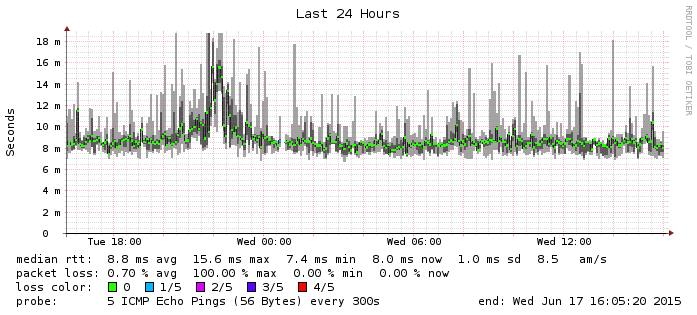 Last 24 Hours
RRDTOOL / TOBI OETIKER
Seconds
18 m
16 m
14 m
12 m
10 m
8 m
6 m
4 m
2 m
0
Tue 18:00 Wed 00:00 Wed 06:00 Wed 12:00
median rtt: 8.8 ms avg 15.6 ms max 7.4 ms min 8.0 ms now 1.0 ms sd 8.5 am/s
packet loss: 0.70 % avg 100.00 % max 0.00 % min 0.00 % now
loss color: 0 1/5 2/5 3/5 4/5
probe: 5 ICMP Echo Pings (56 Bytes) every 300s end: Wed Jun 17 16:05:20 2015